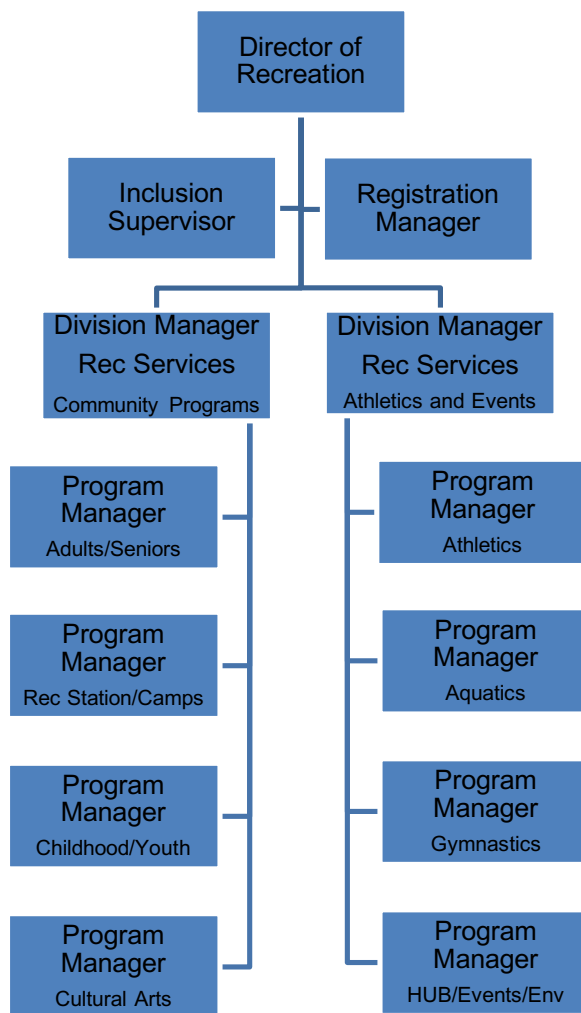 Director of
Recreation
Inclusion
Supervisor
Registration
Manager
Division Manager
Rec Services
Community Programs
Division Manager
Rec Services
Athletics and Events
Program
Manager
Adults/Seniors
Program
Manager
Athletics
Program
Manager
Rec Station/Camps
Program
Manager
Aquatics
Program
Manager
Childhood/Youth
Program
Manager
Gymnastics
Program
Manager
Cultural Arts
Program
Manager
HUB/Events/Env